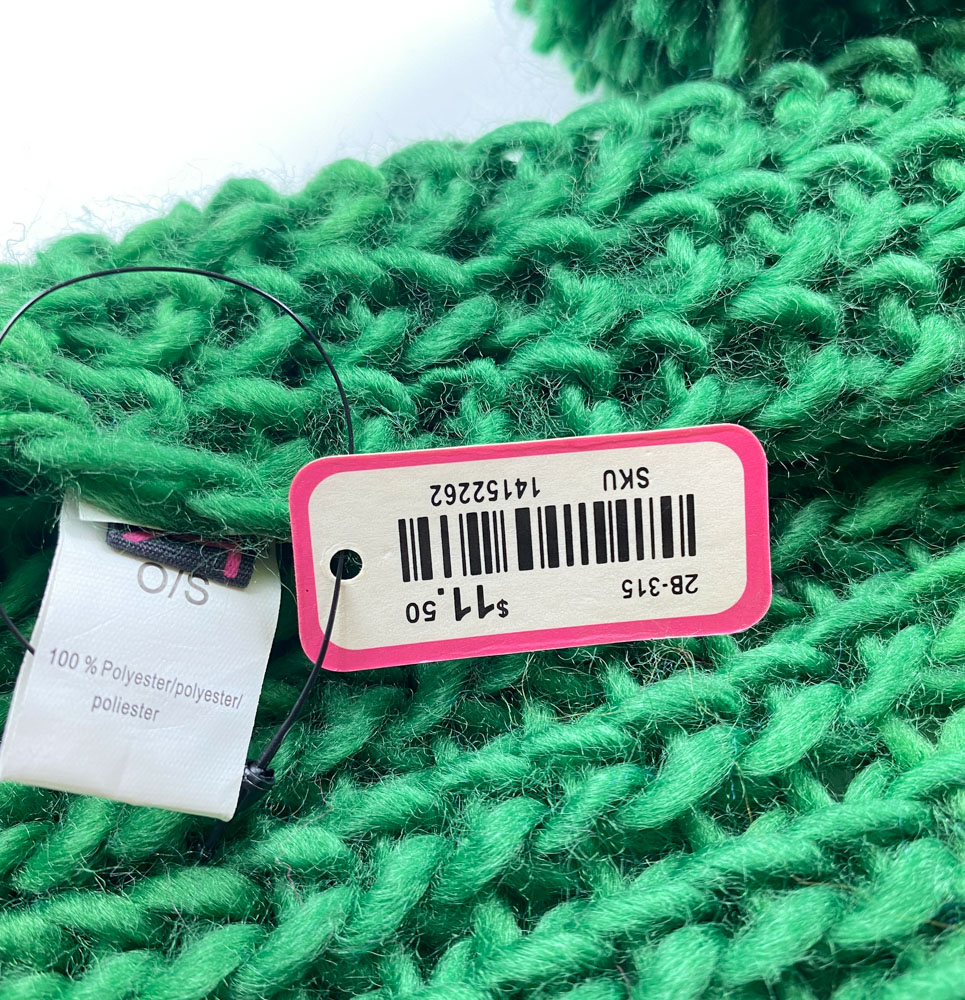 2B-315
$11.50
SKU
14152262
O/S
100 % Polyester/polyester/
poliester